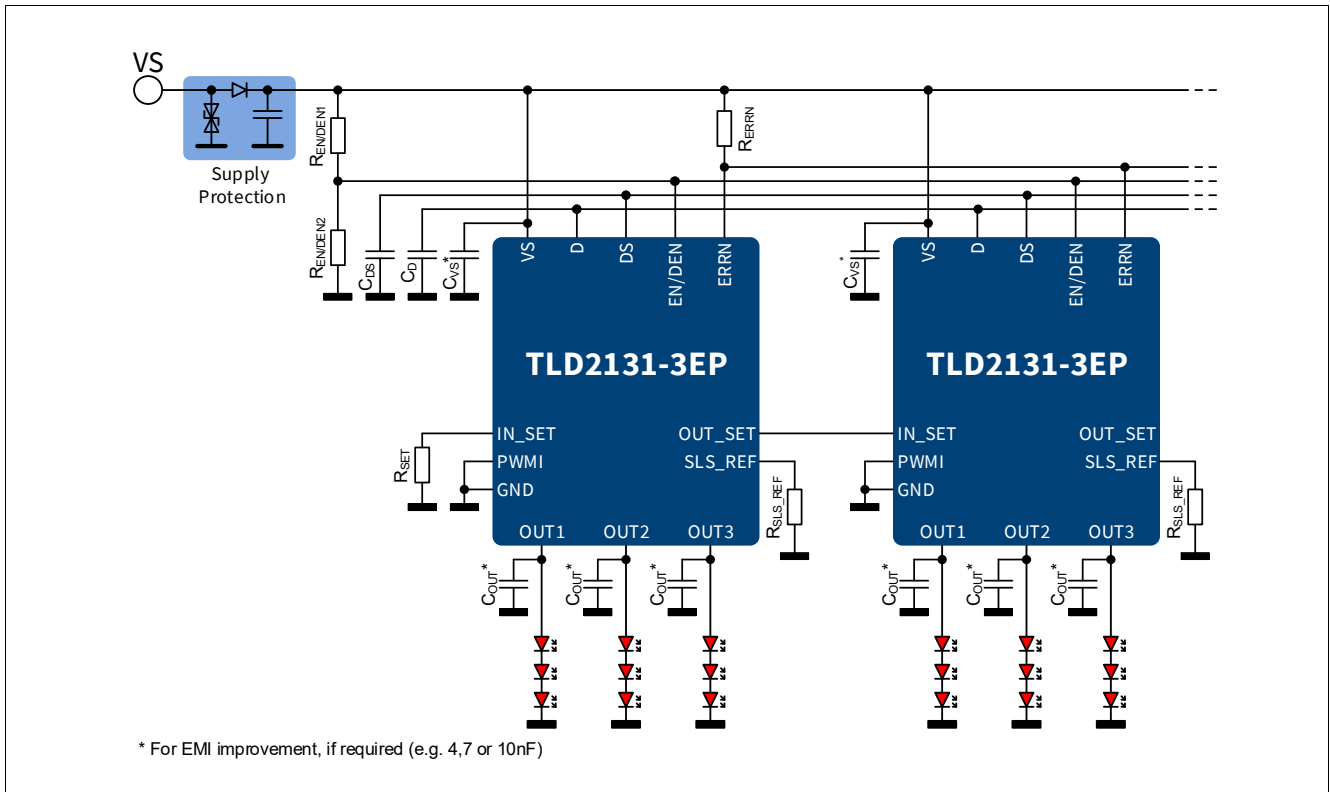 VS
Supply
Protection
REN/DEN1
REN/DEN2
RERRN
CDS
CD
CVS*
CVS*
VS
D
DS
EN/DEN
ERRN
VS
D
DS
EN/DEN
ERRN
TLD2131-3EP
TLD2131-3EP
RSET
IN_SET
PWMI
GND
OUT_SET
SLS_REF
RSLS_REF
IN_SET
PWMI
GND
OUT_SET
SLS_REF
RSLS_REF
OUT1
OUT2
OUT3
OUT1
OUT2
OUT3
COUT*
COUT*
COUT*
COUT*
COUT*
COUT*
* For EMI improvement, if required (e.g. 4,7 or 10nF)